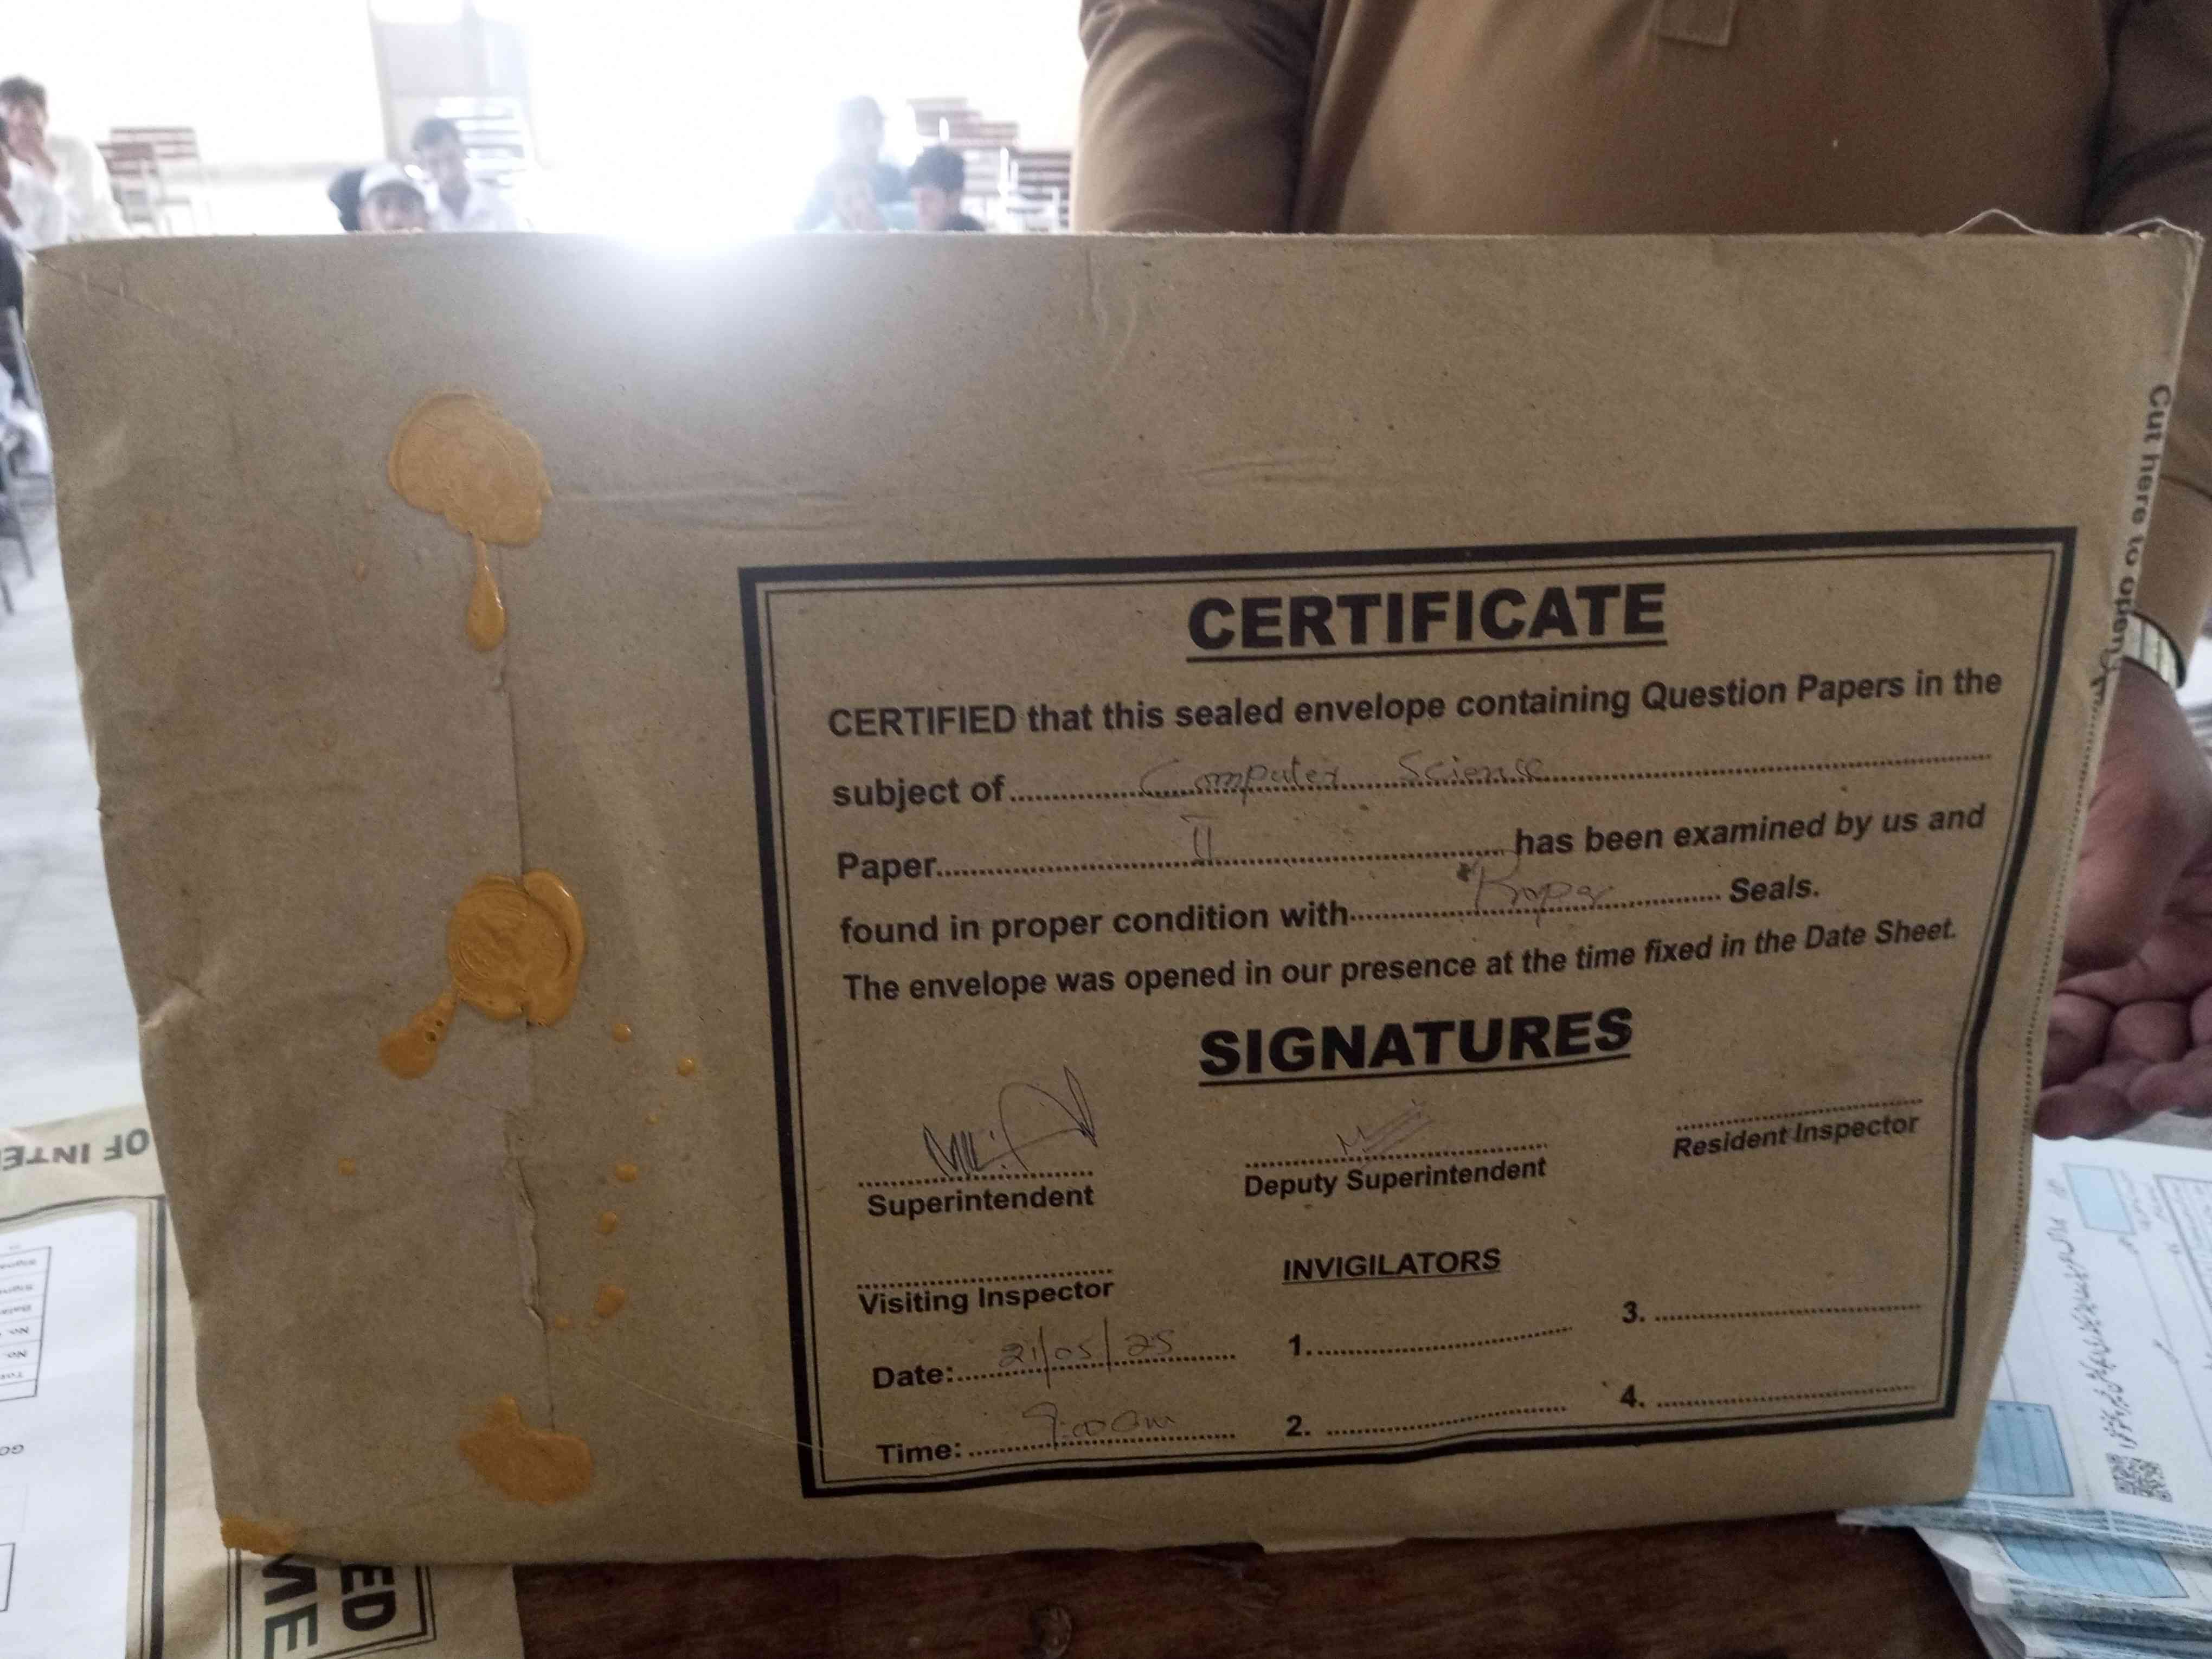 CERTIFICATE
CERTIFIED that this sealed envelope containing Question Papers in the
subject of Computer Science
Paper II has been examined by us and
found in proper condition with Proper Seals.
The envelope was opened in our presence at the time fixed in the Date Sheet.
SIGNATURES
Superintendent
Deputy Superintendent
Resident Inspector
Visiting Inspector
INVIGILATORS
Date: 21/05/25
1.
3.
Time: 9:00am
2.
4.
Cut here to open
OF INTE
ED
ME